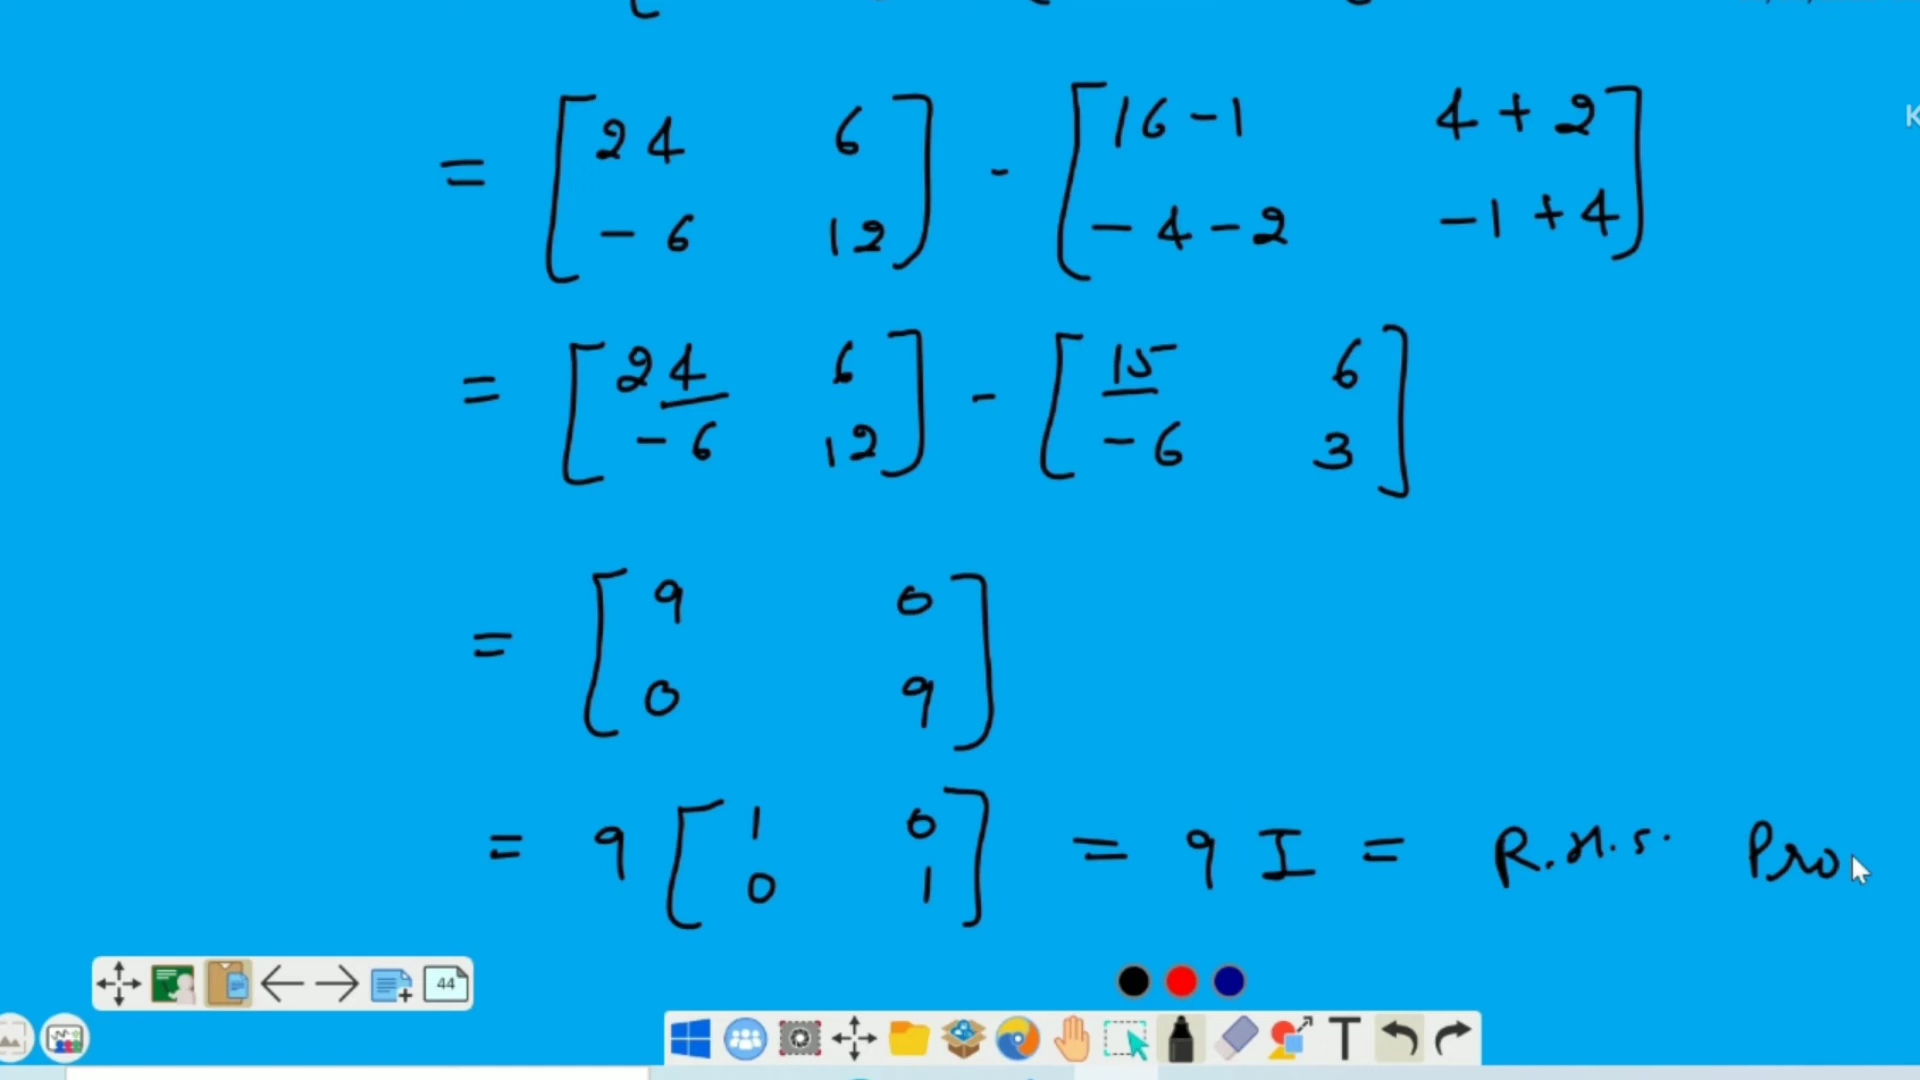 = [ 24 6 ] - [ 16-1 4+2 ]
[ -6 12 ] [ -4-2 -1+4 ]
= [ 24 6 ] - [ 15 6 ]
[ -6 12 ] [ -6 3 ]
= [ 9 0 ]
[ 0 9 ]
= 9 [ 1 0 ] = 9 I = R.H.S. Pro
[ 0 1 ]
K
44
T